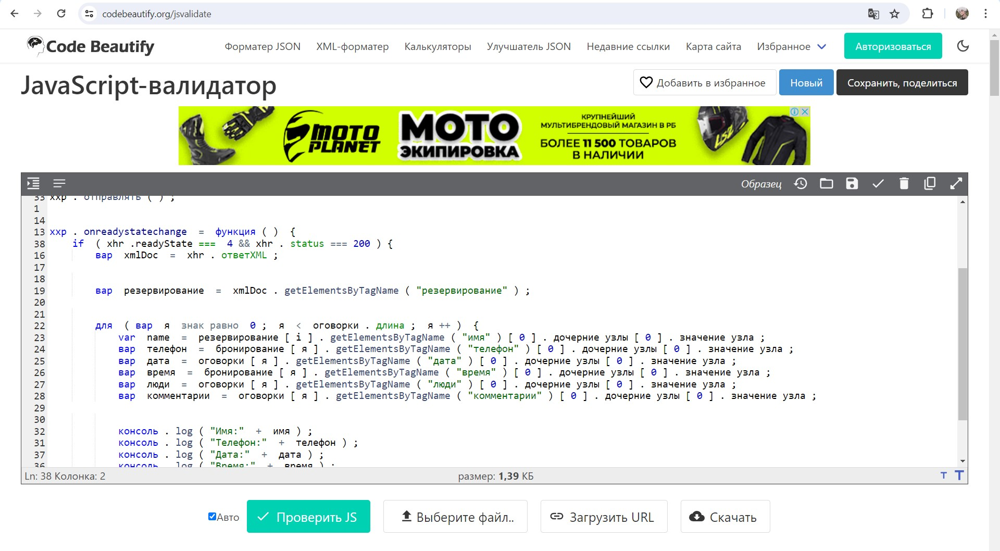 codebeautify.org/jsvalidate
Code Beautify
Форматер JSON
XML-форматер
Калькуляторы
Улучшатель JSON
Недавние ссылки
Карта сайта
Избранное
Авторизоваться
JavaScript-валидатор
Добавить в избранное
Новый
Сохранить, поделиться
MOTO PLANET
МОТО ЭКИПИРОВКА
КРУПНЕЙШИЙ
МУЛЬТИБРЕНДОВЫЙ МАГАЗИН В РБ
БОЛЕЕ 11 500 ТОВАРОВ
В НАЛИЧИИ
LS2
Образец
33 ххр . отправлять ( ) ;
1
14
13 ххр . onreadystatechange = функция ( ) {
38 if ( xhr .readyState === 4 && xhr . status === 200 ) {
16 вар xmlDoc = xhr . ответXML ;
17
18
19 вар резервирование = xmlDoc . getElementsByTagName ( "резервирование" ) ;
20
21
22 для ( вар я знак равно 0 ; я < оговорки . длина ; я ++ ) {
23 var name = резервирование [ i ] . getElementsByTagName ( "имя" ) [ 0 ] . дочерние узлы [ 0 ] . значение узла ;
24 вар телефон = бронирование [ я ] . getElementsByTagName ( "телефон" ) [ 0 ] . дочерние узлы [ 0 ] . значение узла ;
25 вар дата = оговорки [ я ] . getElementsByTagName ( "дата" ) [ 0 ] . дочерние узлы [ 0 ] . значение узла ;
26 вар время = бронирование [ я ] . getElementsByTagName ( "время" ) [ 0 ] . дочерние узлы [ 0 ] . значение узла ;
27 вар люди = оговорки [ я ] . getElementsByTagName ( "люди" ) [ 0 ] . дочерние узлы [ 0 ] . значение узла ;
28 вар комментарии = оговорки [ я ] . getElementsByTagName ( "комментарии" ) [ 0 ] . дочерние узлы [ 0 ] . значение узла ;
29
30
32 консоль . log ( "Имя:" + имя ) ;
31 консоль . log ( "Телефон:" + телефон ) ;
37 консоль . log ( "Дата:" + дата ) ;
36 консоль . log ( "Время:" + время ) ;
Ln: 38 Колонка: 2
размер: 1,39 КБ
Авто
Проверить JS
Выберите файл..
Загрузить URL
Скачать